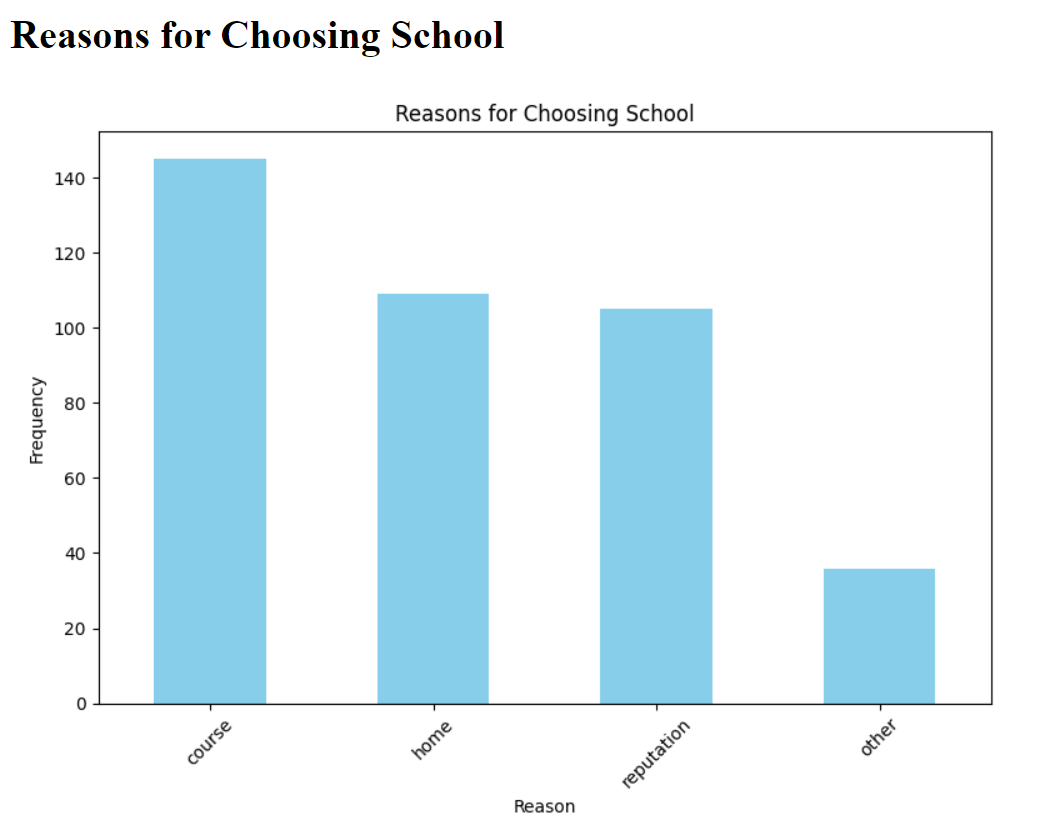 Reasons for Choosing School
Reasons for Choosing School
140
120
100
80
60
40
20
0
Frequency
course
home
reputation
other
Reason